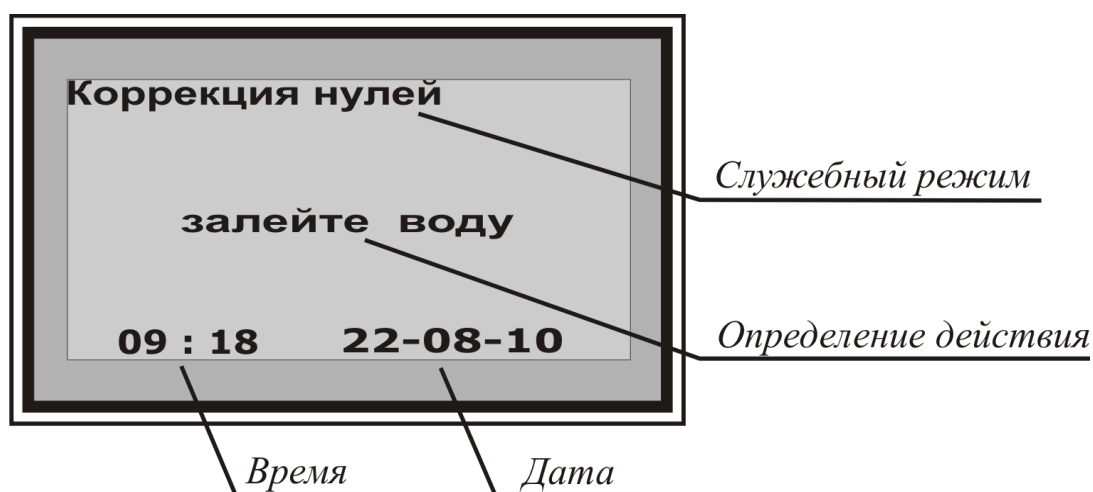 Коррекция нулей
Служебный режим
залейте воду
Определение действия
09 : 18 22-08-10
Время Дата